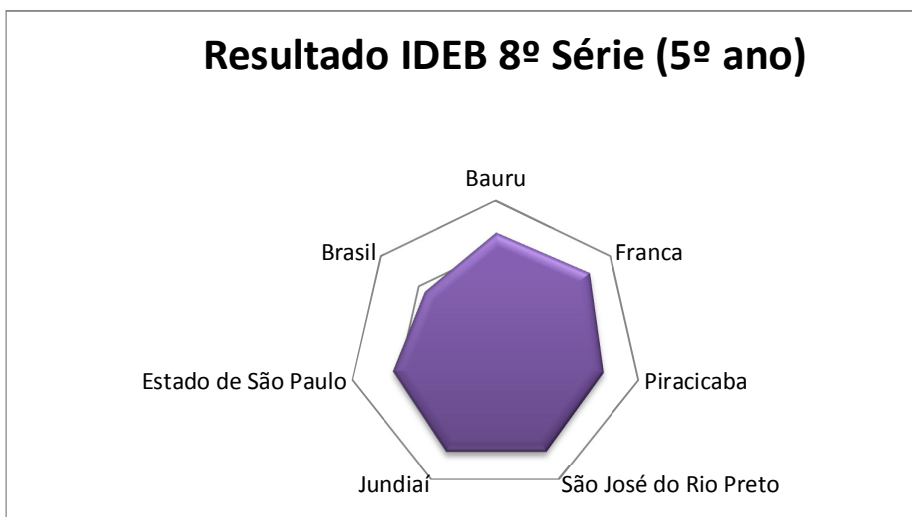 Resultado IDEB 8º Série (5º ano)
Bauru
Brasil
Franca
Estado de São Paulo
Piracicaba
Jundiaí
São José do Rio Preto